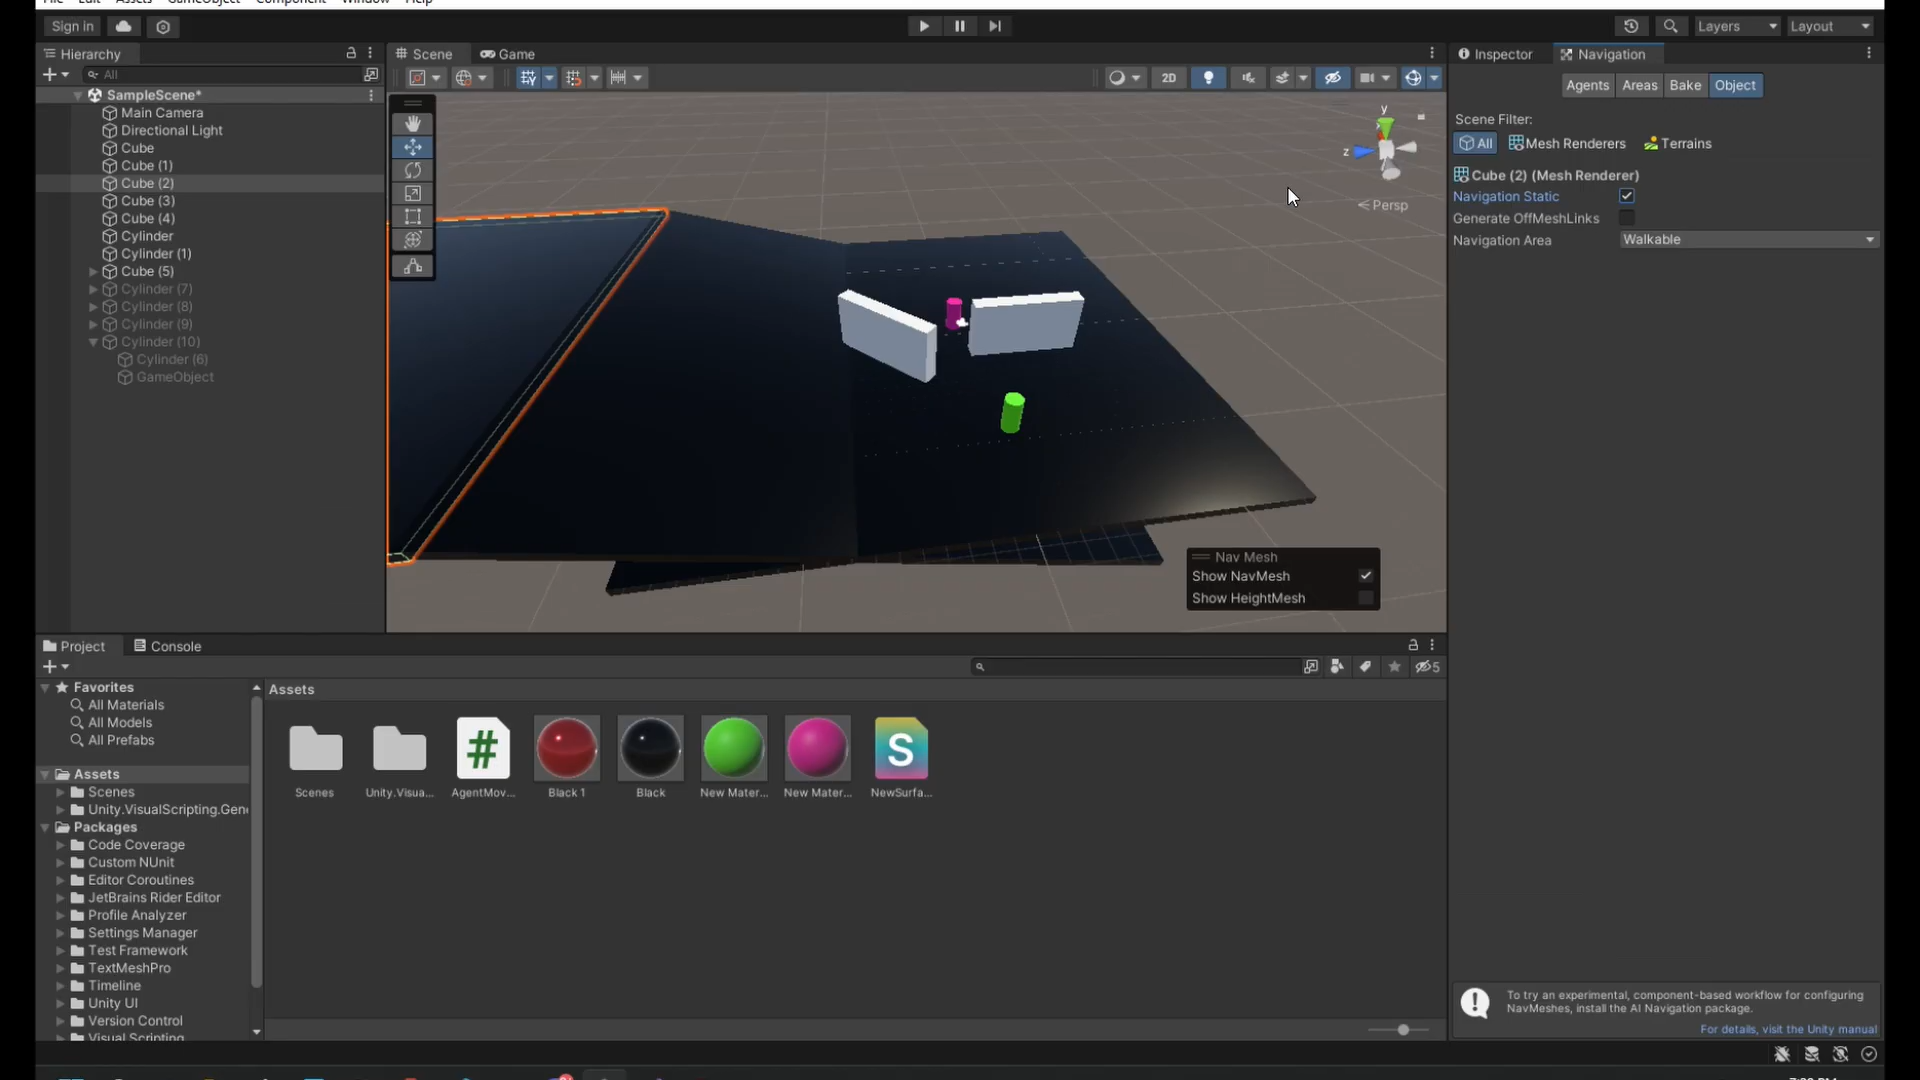 File Edit Assets GameObject Component Window Help
Sign in
Layers
Layout
Hierarchy
All
SampleScene*
Main Camera
Directional Light
Cube
Cube (1)
Cube (2)
Cube (3)
Cube (4)
Cylinder
Cylinder (1)
Cube (5)
Cylinder (7)
Cylinder (8)
Cylinder (9)
Cylinder (10)
Cylinder (6)
GameObject
Scene
Game
2D
y
z
Persp
Nav Mesh
Show NavMesh
Show HeightMesh
Inspector
Navigation
Agents
Areas
Bake
Object
Scene Filter:
All
Mesh Renderers
Terrains
Cube (2) (Mesh Renderer)
Navigation Static
Generate OffMeshLinks
Navigation Area
Walkable
To try an experimental, component-based workflow for configuring
NavMeshes, install the AI Navigation package.
For details, visit the Unity manual
Project
Console
5
Favorites
All Materials
All Models
All Prefabs
Assets
Scenes
Unity.VisualScripting.Gen
Packages
Code Coverage
Custom NUnit
Editor Coroutines
JetBrains Rider Editor
Profile Analyzer
Settings Manager
Test Framework
TextMeshPro
Timeline
Unity UI
Version Control
Visual Scripting
Assets
#
S
Scenes
Unity.Visua...
AgentMov...
Black 1
Black
New Mater...
New Mater...
NewSurfa...